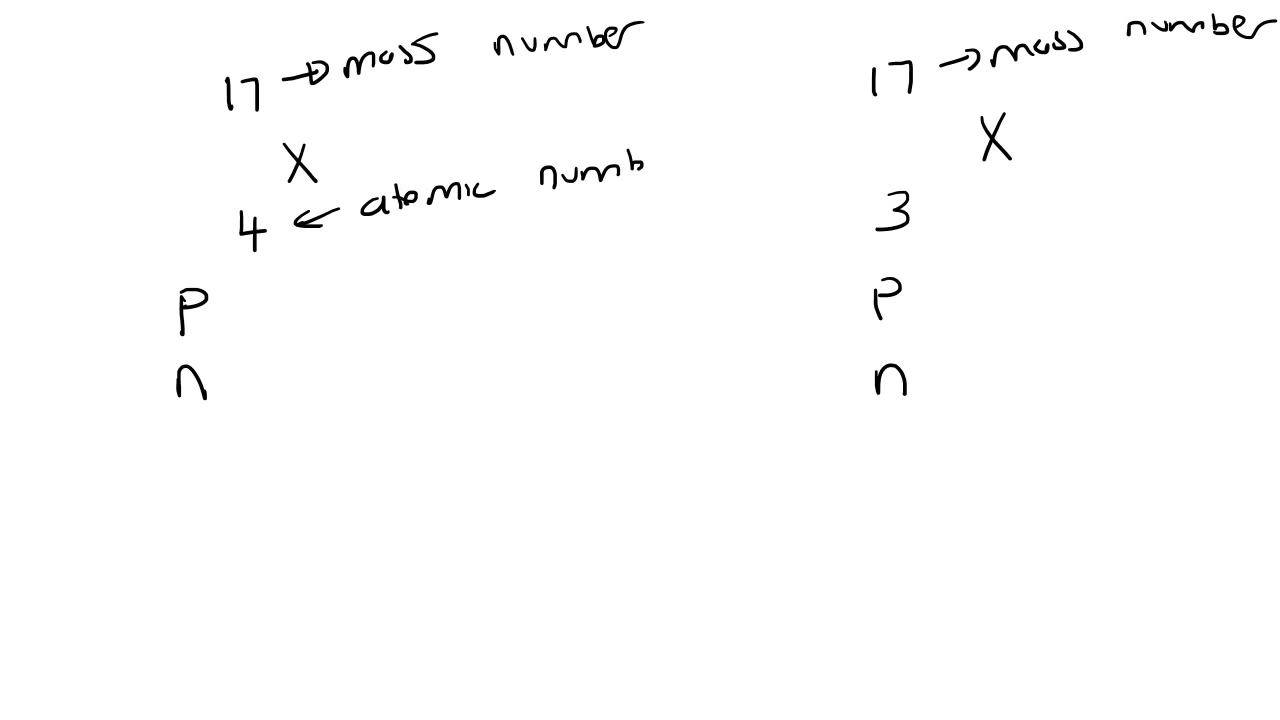 17 → mass number
X
4 ← atomic numb
P
n
17 → mass number
X
3
P
n